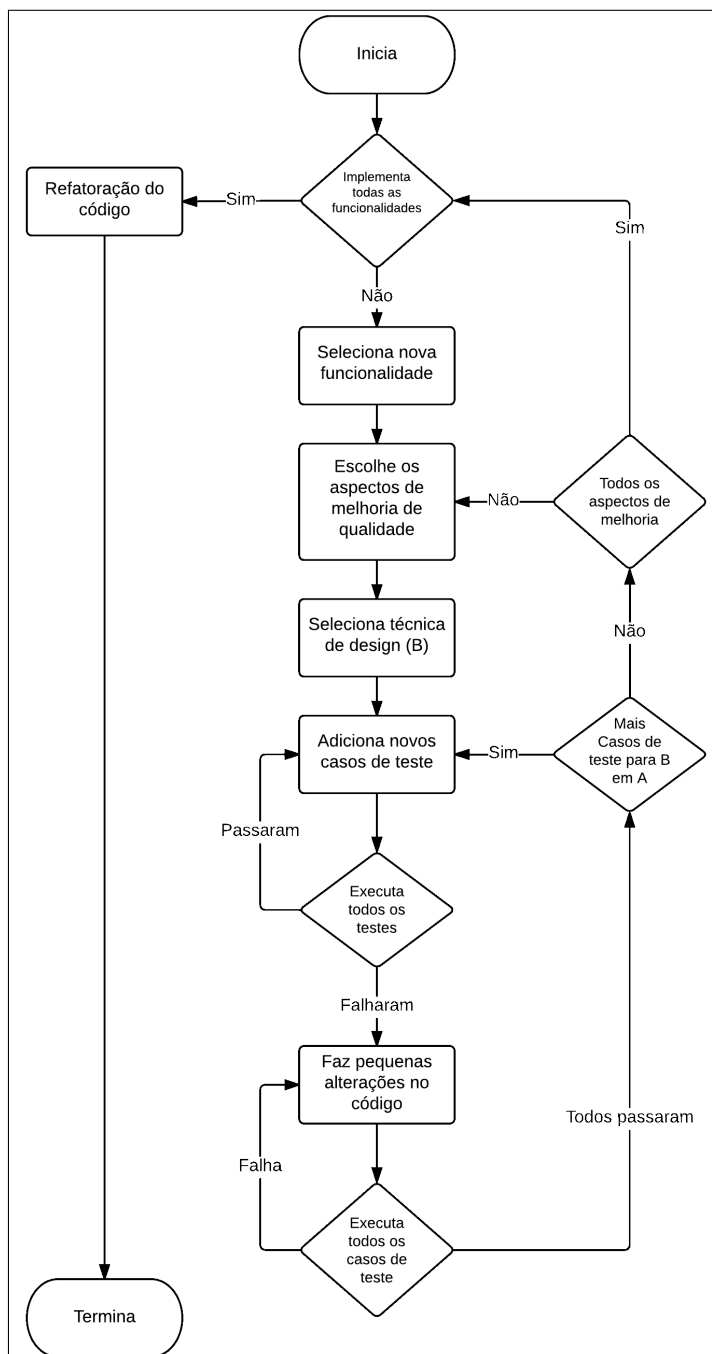 Inicia
Implementa
todas as
funcionalidades
Sim
Refatoração do
código
Sim
Não
Seleciona nova
funcionalidade
Escolhe os
aspectos de
melhoria de
qualidade
Não
Todos os
aspectos de
melhoria
Seleciona técnica
de design (B)
Não
Adiciona novos
casos de teste
Sim
Mais
Casos de
teste para B
em A
Passaram
Executa
todos os
testes
Falharam
Faz pequenas
alterações no
código
Todos passaram
Falha
Executa
todos os
casos de
teste
Termina